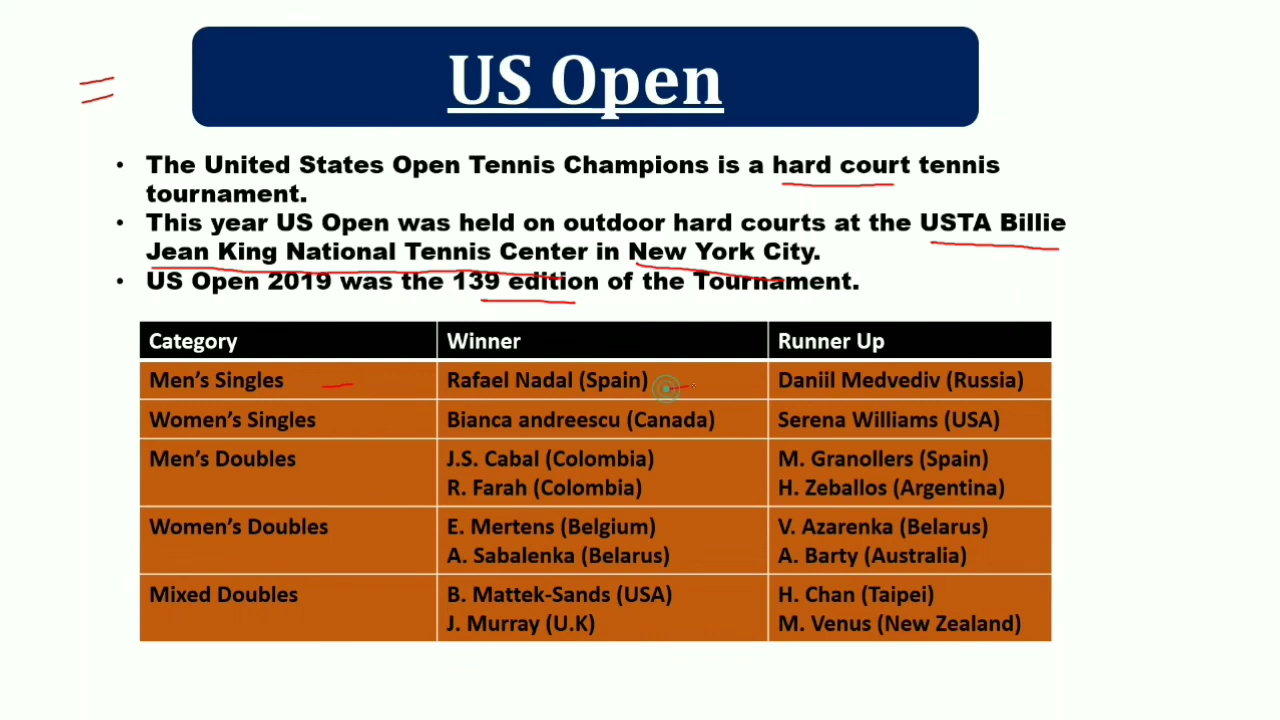 US Open
• The United States Open Tennis Champions is a hard court tennis
tournament.
• This year US Open was held on outdoor hard courts at the USTA Billie
Jean King National Tennis Center in New York City.
• US Open 2019 was the 139 edition of the Tournament.
Category Winner Runner Up
Men's Singles Rafael Nadal (Spain) Daniil Medvediv (Russia)
Women's Singles Bianca andreescu (Canada) Serena Williams (USA)
Men's Doubles J.S. Cabal (Colombia) M. Granollers (Spain)
R. Farah (Colombia) H. Zeballos (Argentina)
Women's Doubles E. Mertens (Belgium) V. Azarenka (Belarus)
A. Sabalenka (Belarus) A. Barty (Australia)
Mixed Doubles B. Mattek-Sands (USA) H. Chan (Taipei)
J. Murray (U.K) M. Venus (New Zealand)